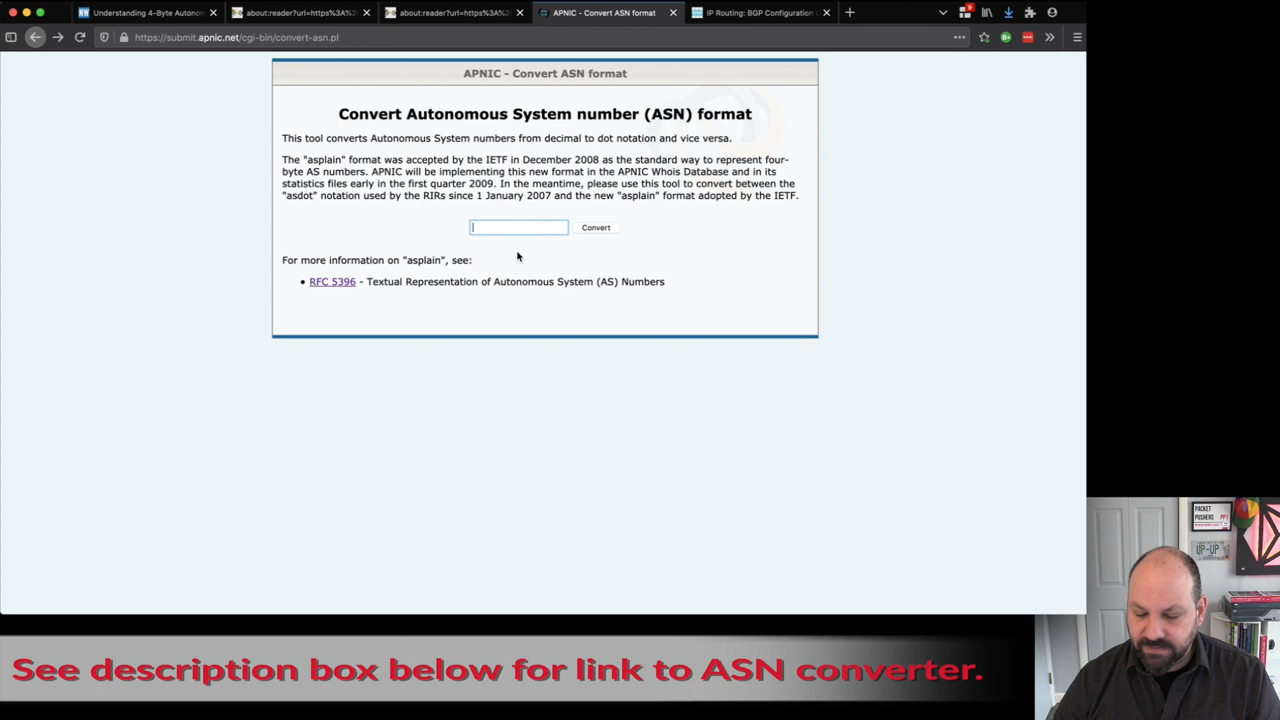 Understanding 4-Byte Autonon
about:reader?url=https%3A%2
about:reader?url=https%3A%2
APNIC - Convert ASN format
IP Routing: BGP Configuration
9
https://submit.apnic.net/cgi-bin/convert-asn.pl
APNIC - Convert ASN format
Convert Autonomous System number (ASN) format
This tool converts Autonomous System numbers from decimal to dot notation and vice versa.
The "asplain" format was accepted by the IETF in December 2008 as the standard way to represent four-
byte AS numbers. APNIC will be implementing this new format in the APNIC Whois Database and in its
statistics files early in the first quarter 2009. In the meantime, please use this tool to convert between the
"asdot" notation used by the RIRs since 1 January 2007 and the new "asplain" format adopted by the IETF.
Convert
For more information on "asplain", see:
• RFC 5396 - Textual Representation of Autonomous System (AS) Numbers
PACKET
PUSHERS
UP-UP
See description box below for link to ASN converter.